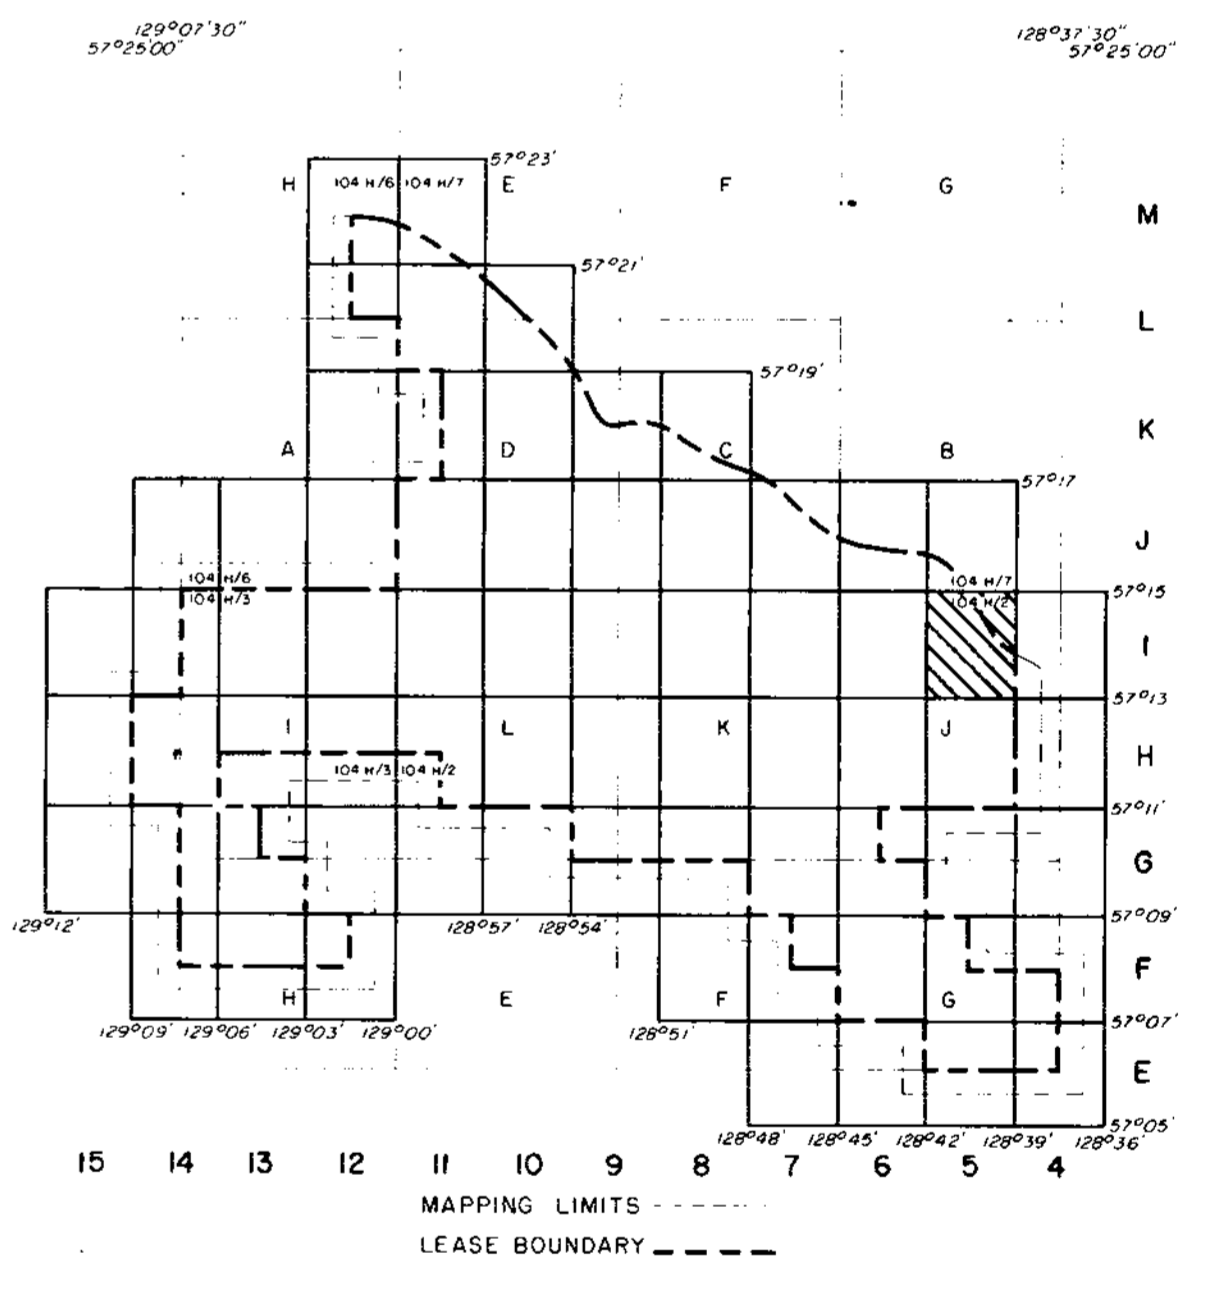 129°07'30" 128°37'30"
57°25'00" 57°25'00"
57°23'
H 104 H/6 104 H/7 E F G
M
57°21'
L
57°19'
K
A D C B
57°17
J
104 H/6 104 H/7
57°15'
104 H/3 104 H/2
I
57°13
I L K J
H
104 H/3 104 H/2
57°11'
G
57°09'
129°12' 128°57' 128°54'
F
H E F G
57°07'
129°09' 129°06' 129°03' 129°00' 128°51'
E
57°05'
128°48' 128°45' 128°42' 128°39' 128°36'
15 14 13 12 11 10 9 8 7 6 5 4
MAPPING LIMITS
LEASE BOUNDARY